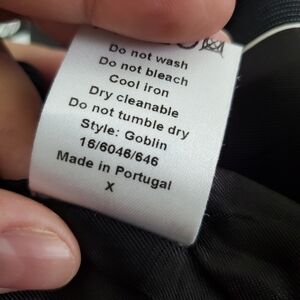 Do not wash
Do not bleach
Cool iron
Dry cleanable
Do not tumble dry
Style: Goblin
16/6046/646
Made in Portugal
X